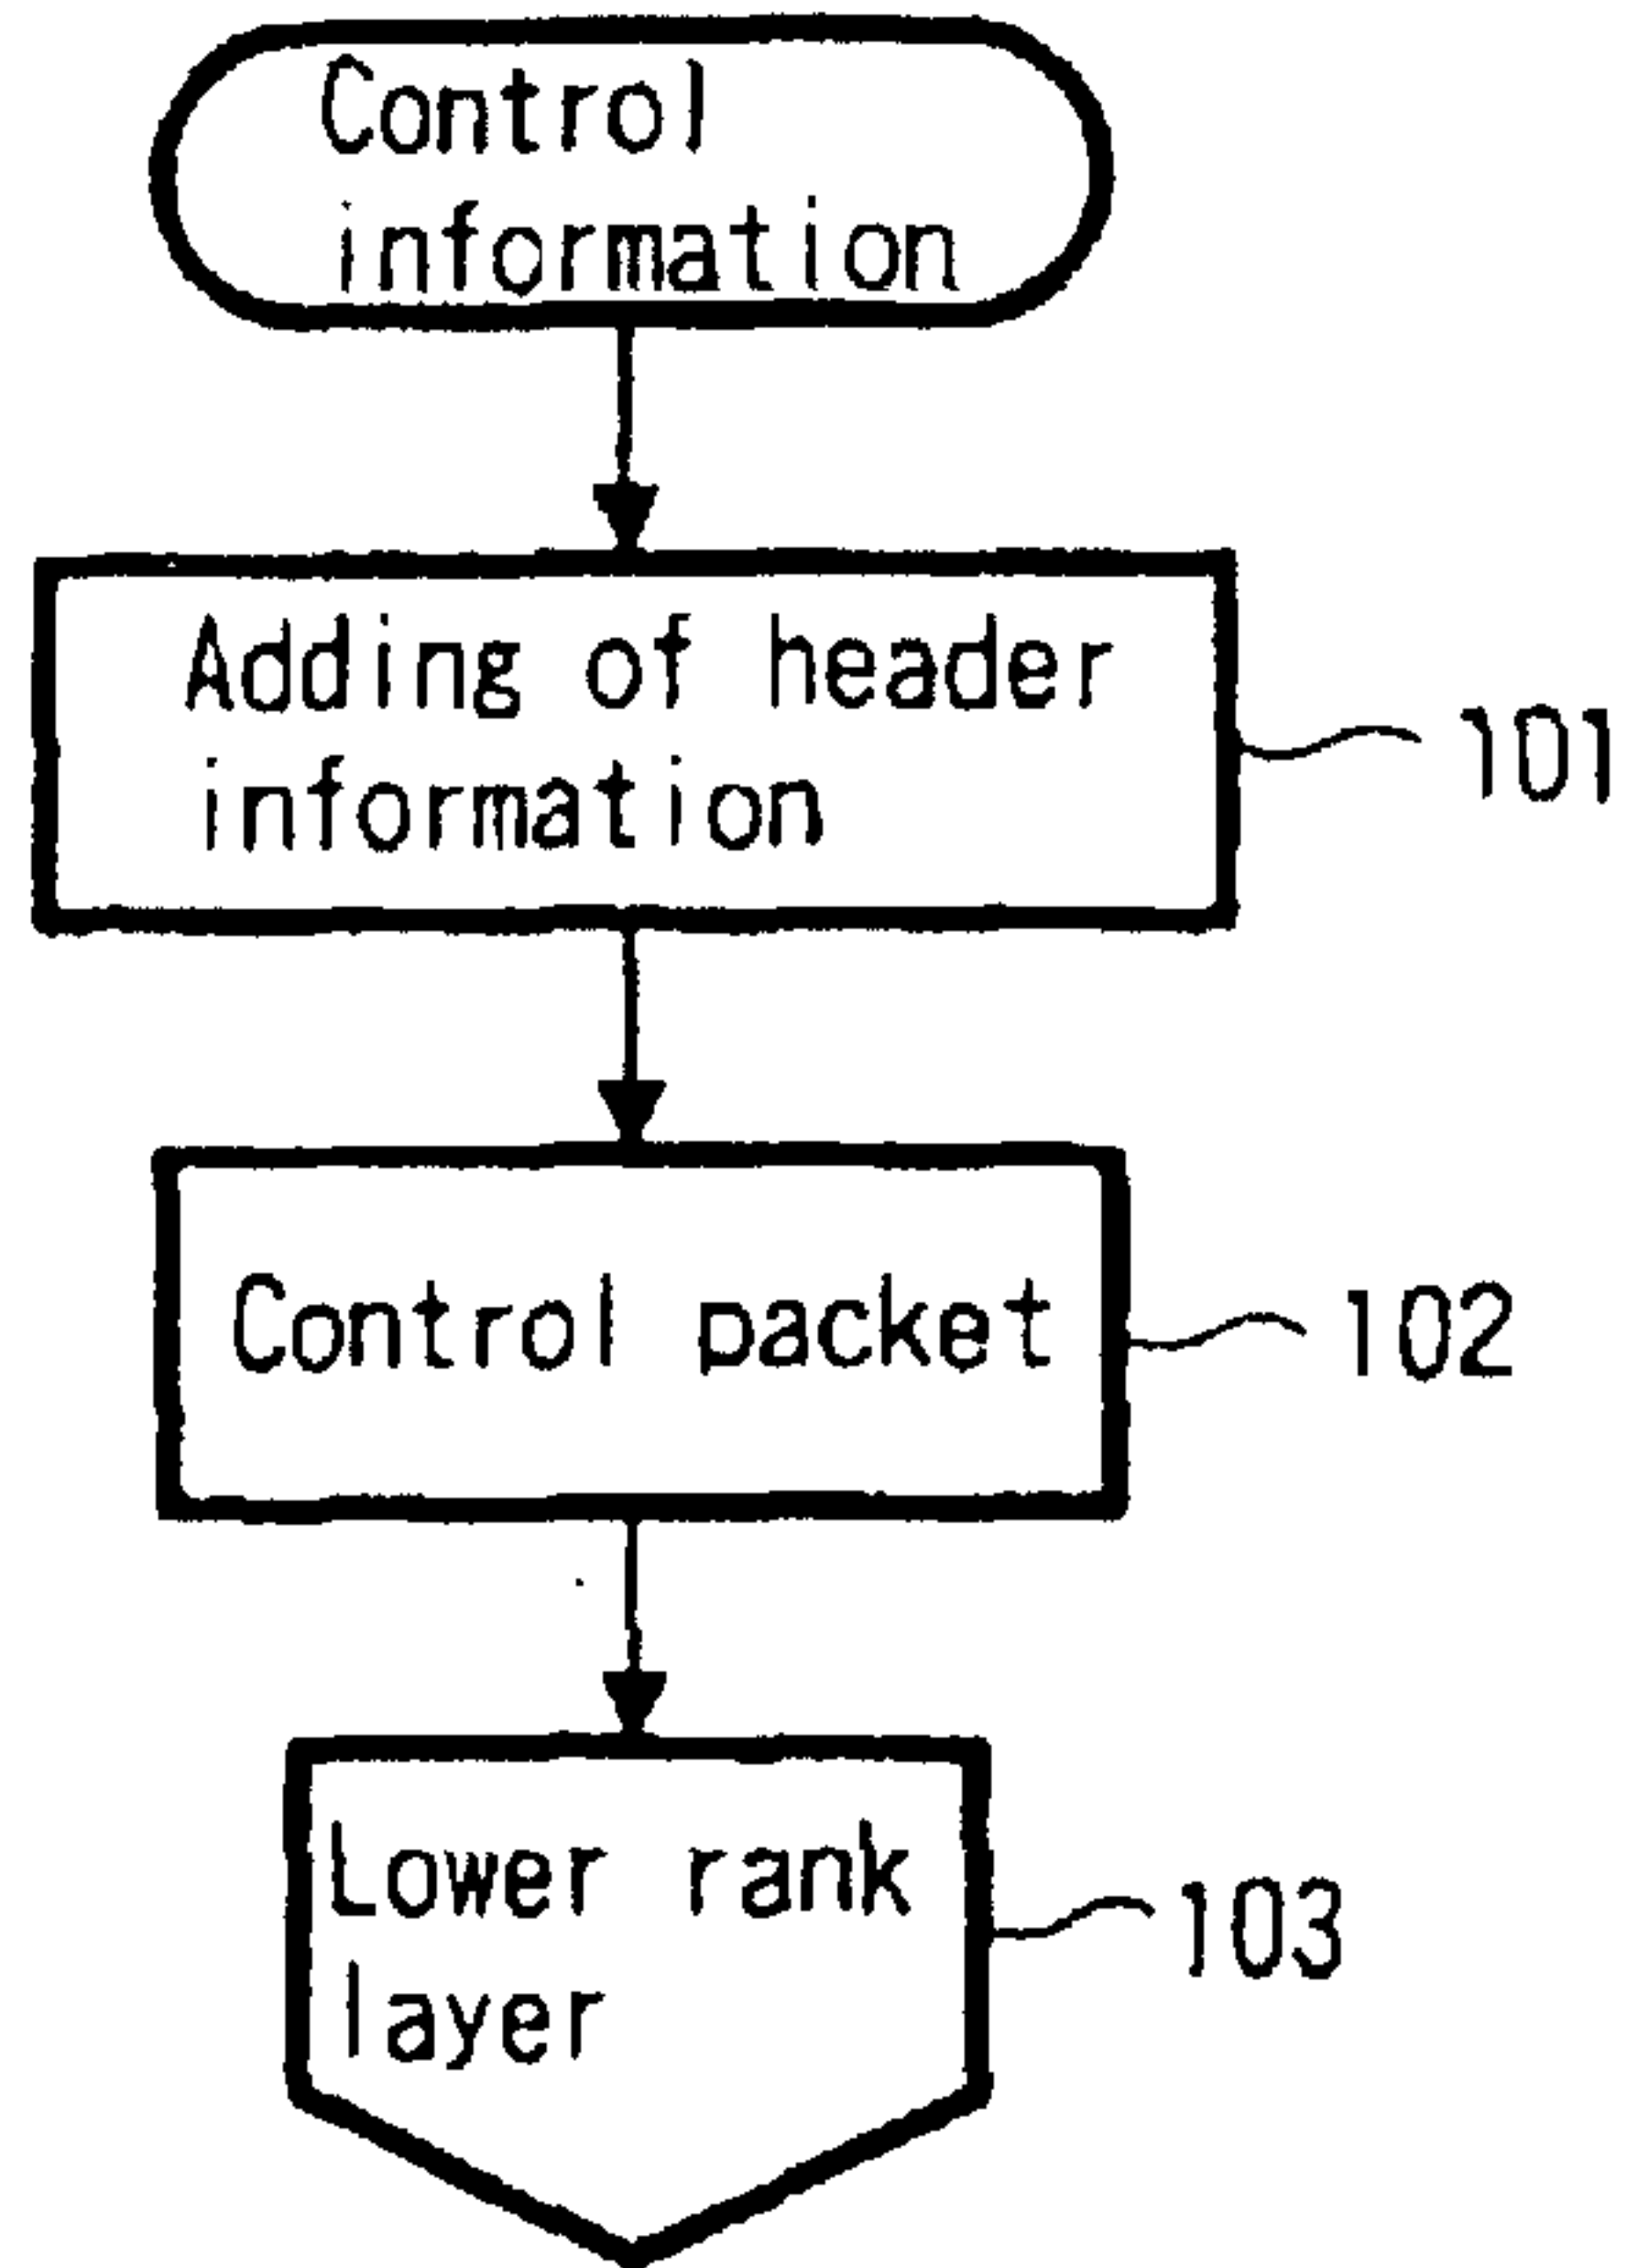 Control
information
Adding of header
information
101
Control packet
102
Lower rank
layer
103